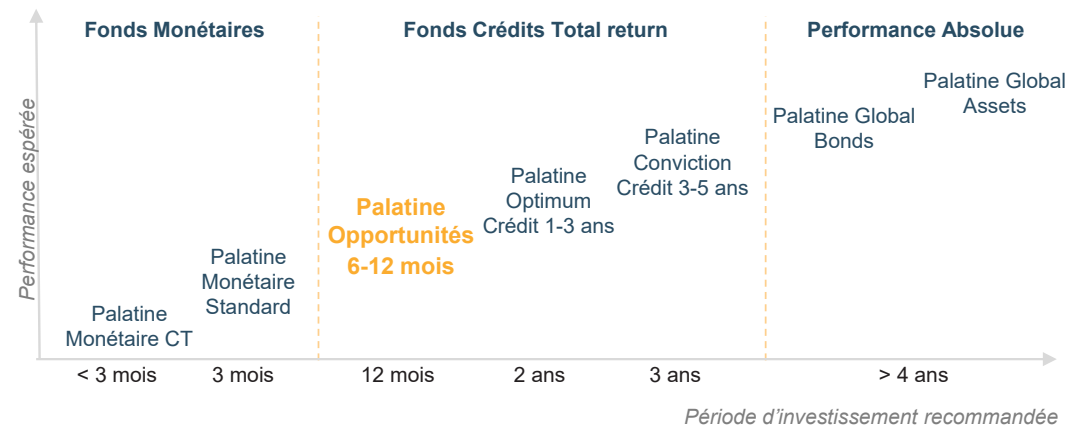 Fonds Monétaires
Fonds Crédits Total return
Performance Absolue
Performance espérée
Palatine
Monétaire CT
Palatine
Monétaire
Standard
Palatine
Opportunités
6-12 mois
Palatine
Optimum
Crédit 1-3 ans
Palatine
Conviction
Crédit 3-5 ans
Palatine Global
Bonds
Palatine Global
Assets
< 3 mois
3 mois
12 mois
2 ans
3 ans
> 4 ans
Période d’investissement recommandée